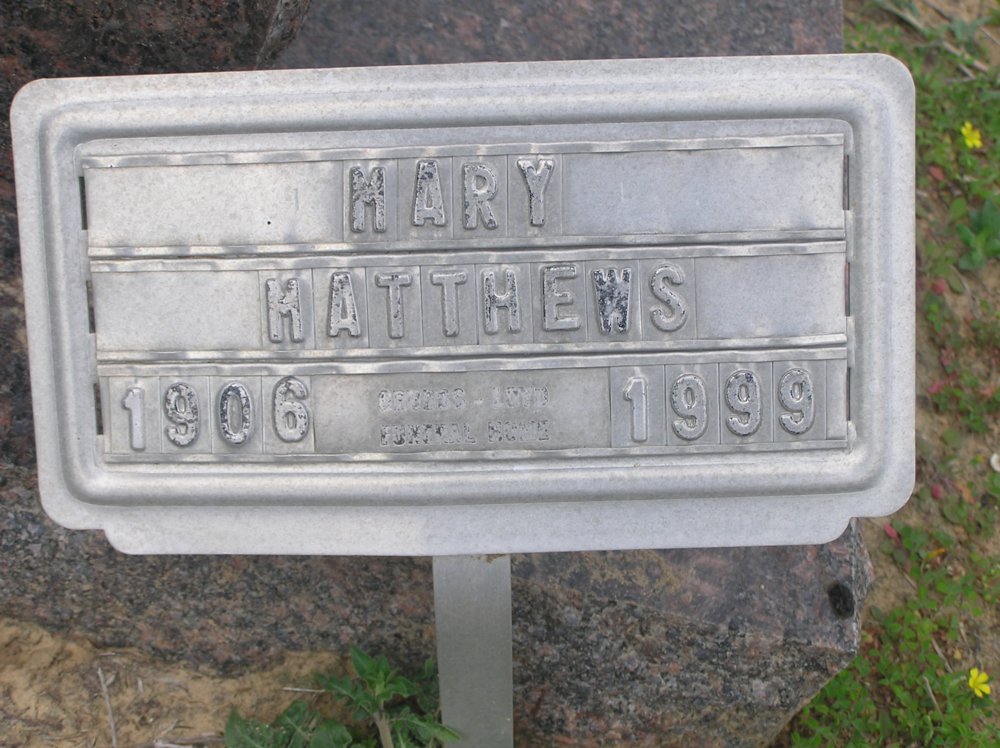 MARY
MATTHEWS
1906 1999
FUNERAL HOME